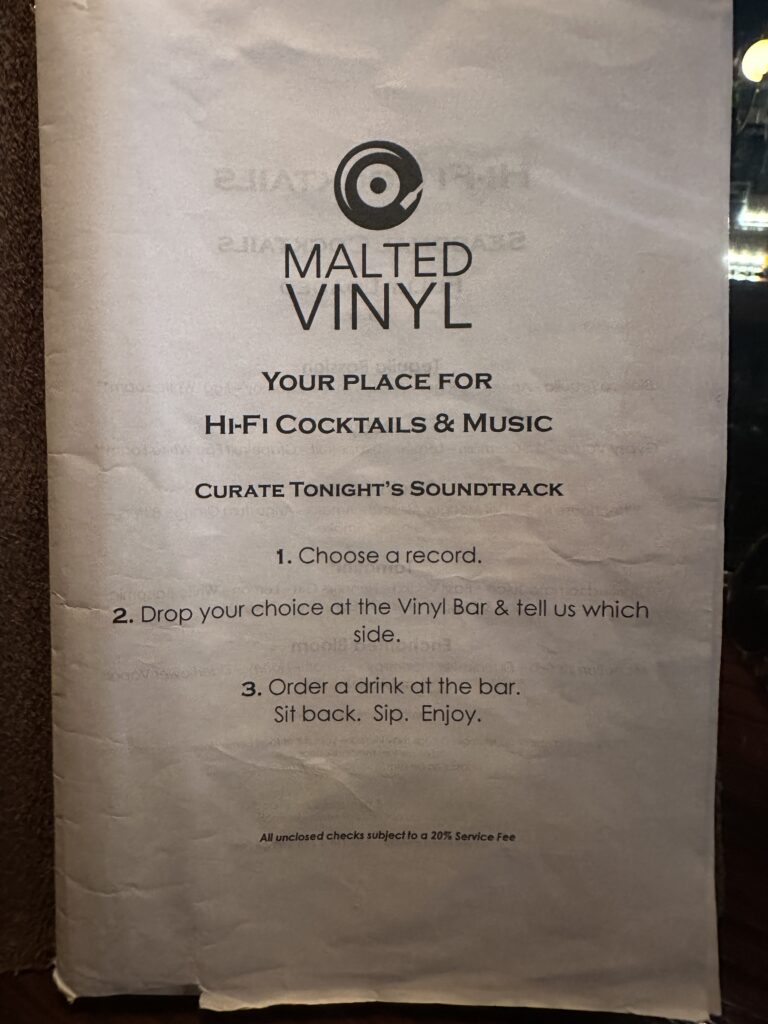 MALTED
VINYL
YOUR PLACE FOR
HI-FI COCKTAILS & MUSIC
CURATE TONIGHT'S SOUNDTRACK
1. Choose a record.
2. Drop your choice at the Vinyl Bar & tell us which
side.
3. Order a drink at the bar.
Sit back. Sip. Enjoy.
All unclosed checks subject to a 20% Service Fee